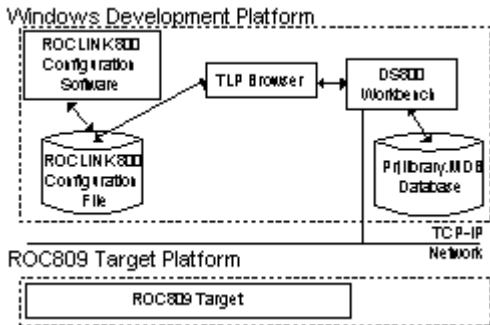 Windows Development Platform
ROCLINK800
Configuration
Software
TLP Browser
DS800
Workbench
ROCLINK800
Configuration
File
Prjlibrary.MDB
Database
TCP-IP
Network
ROC809 Target Platform
ROC809 Target